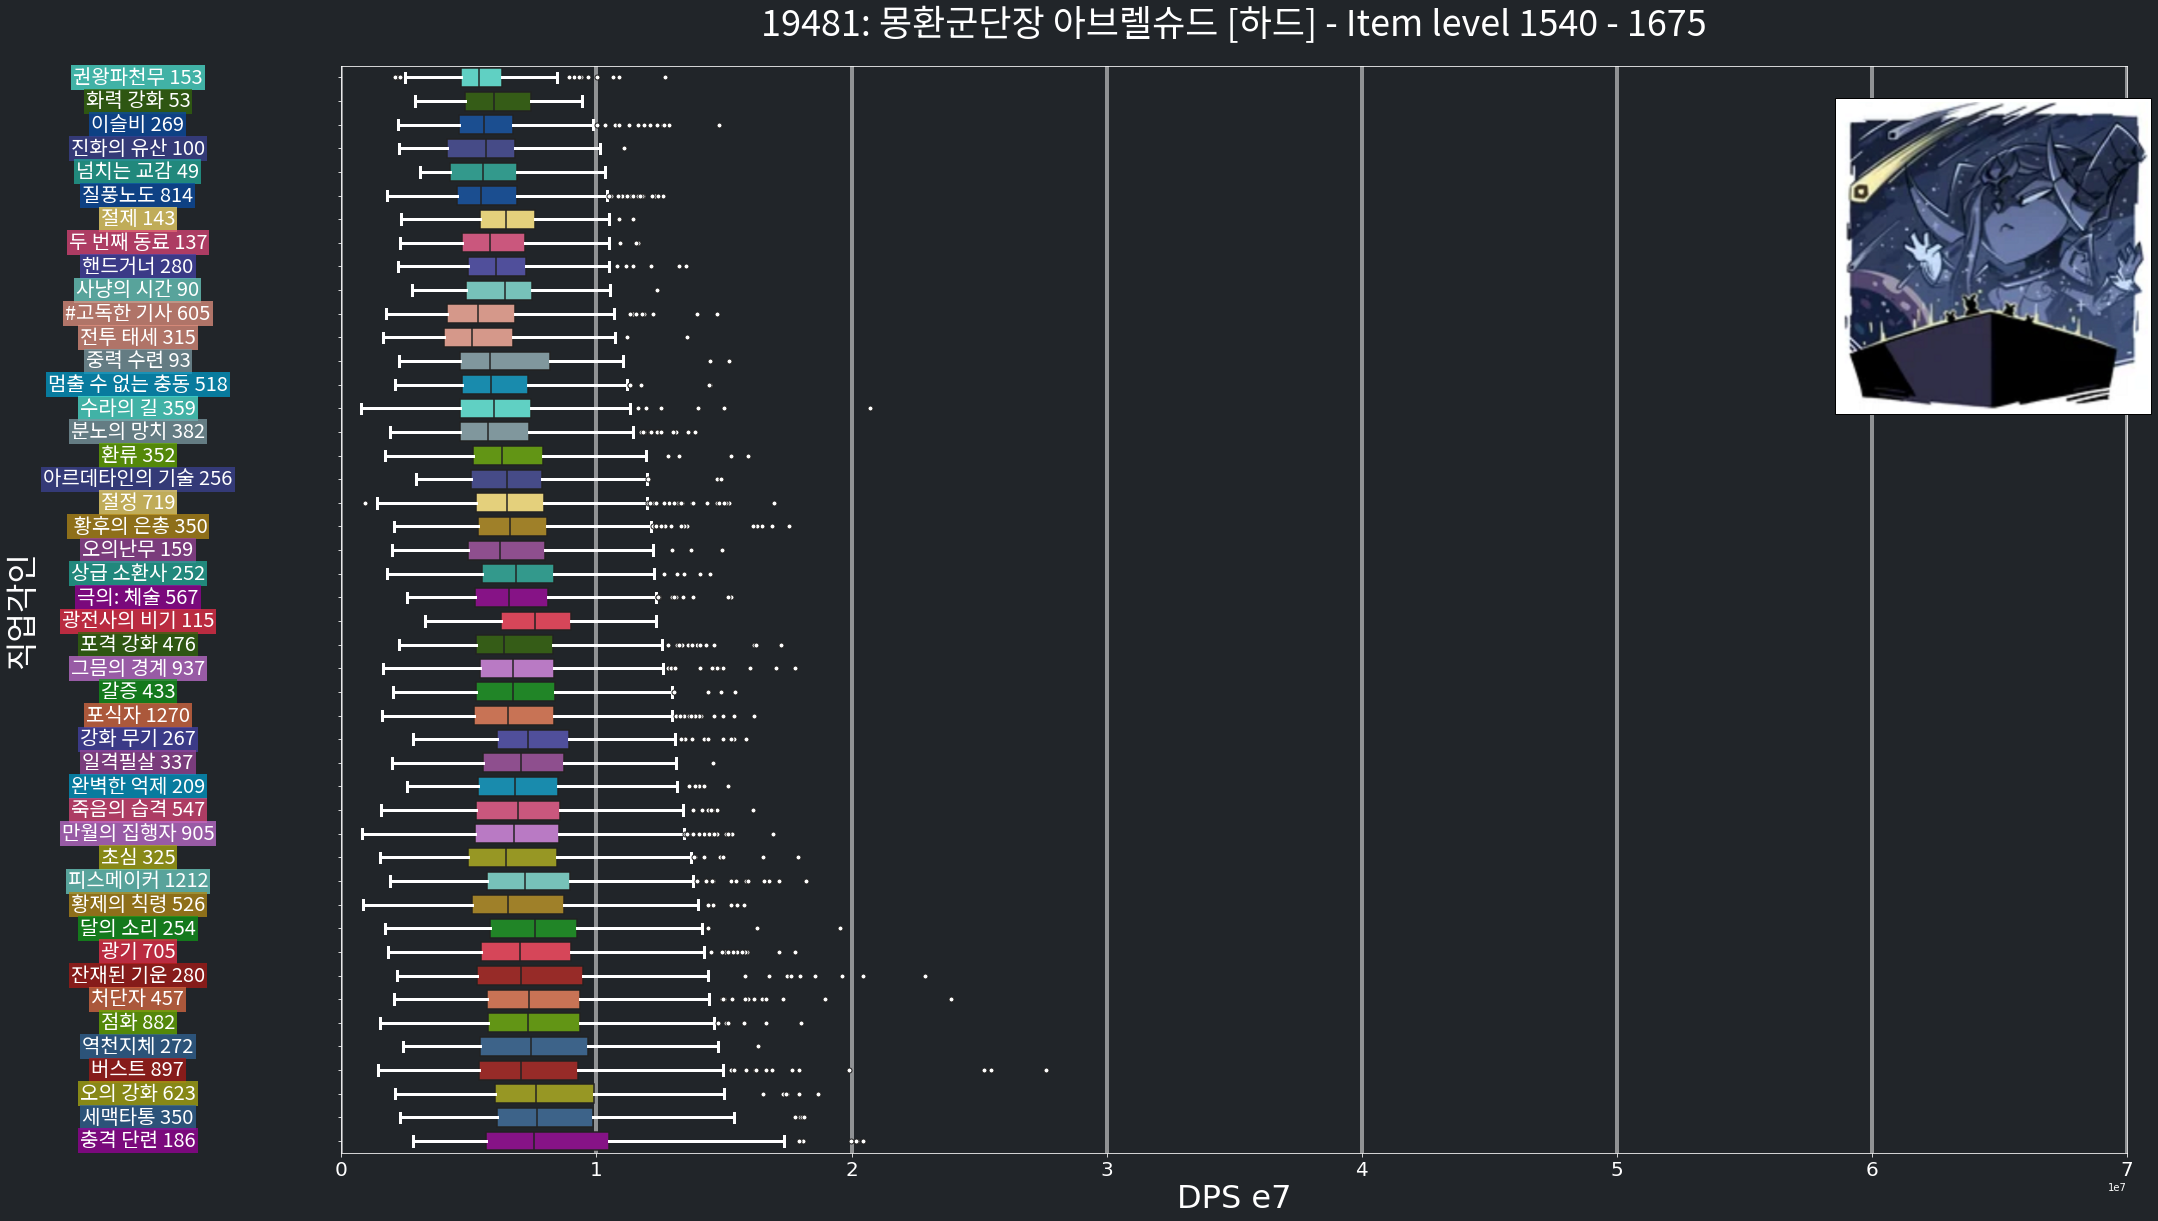 19481: 몽환군단장 아브렐슈드 [하드] - Item level 1540 - 1675
직업각인
권왕파천무 153
화력 강화 53
이슬비 269
진화의 유산 100
넘치는 교감 49
질풍노도 814
절제 143
두 번째 동료 137
핸드거너 280
사냥의 시간 90
#고독한 기사 605
전투 태세 315
중력 수련 93
멈출 수 없는 충동 518
수라의 길 359
분노의 망치 382
환류 352
아르데타인의 기술 256
절정 719
황후의 은총 350
오의난무 159
상급 소환사 252
극의: 체술 567
광전사의 비기 115
포격 강화 476
그믐의 경계 937
갈증 433
포식자 1270
강화 무기 267
일격필살 337
완벽한 억제 209
죽음의 습격 547
만월의 집행자 905
초심 325
피스메이커 1212
황제의 칙령 526
달의 소리 254
광기 705
잔재된 기운 280
처단자 457
점화 882
역천지체 272
버스트 897
오의 강화 623
세맥타통 350
충격 단련 186
0 1 2 3 4 5 6 7
1e7
DPS e7